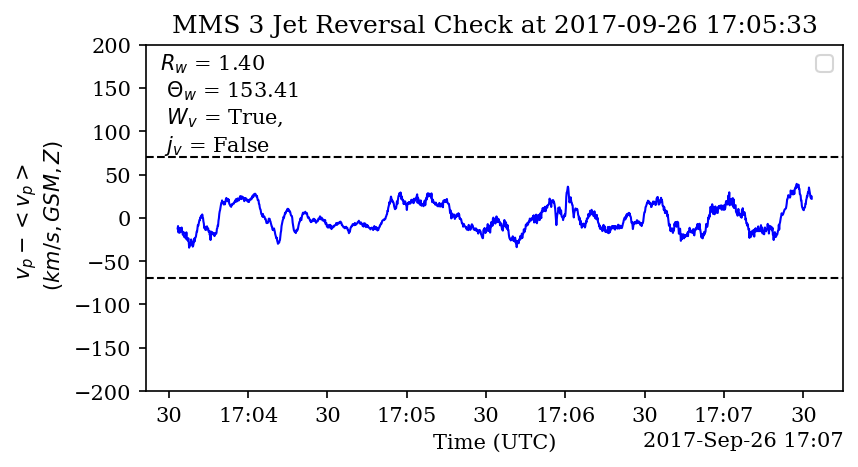 MMS 3 Jet Reversal Check at 2017-09-26 17:05:33
200
150
100
50
0
−50
−100
−150
−200
v_p − < v_p >
(km/s, GSM, Z)
R_w = 1.40
Θ_w = 153.41
W_v = True,
j_v = False
30 17:04 30 17:05 30 17:06 30 17:07 30
Time (UTC)
2017-Sep-26 17:07